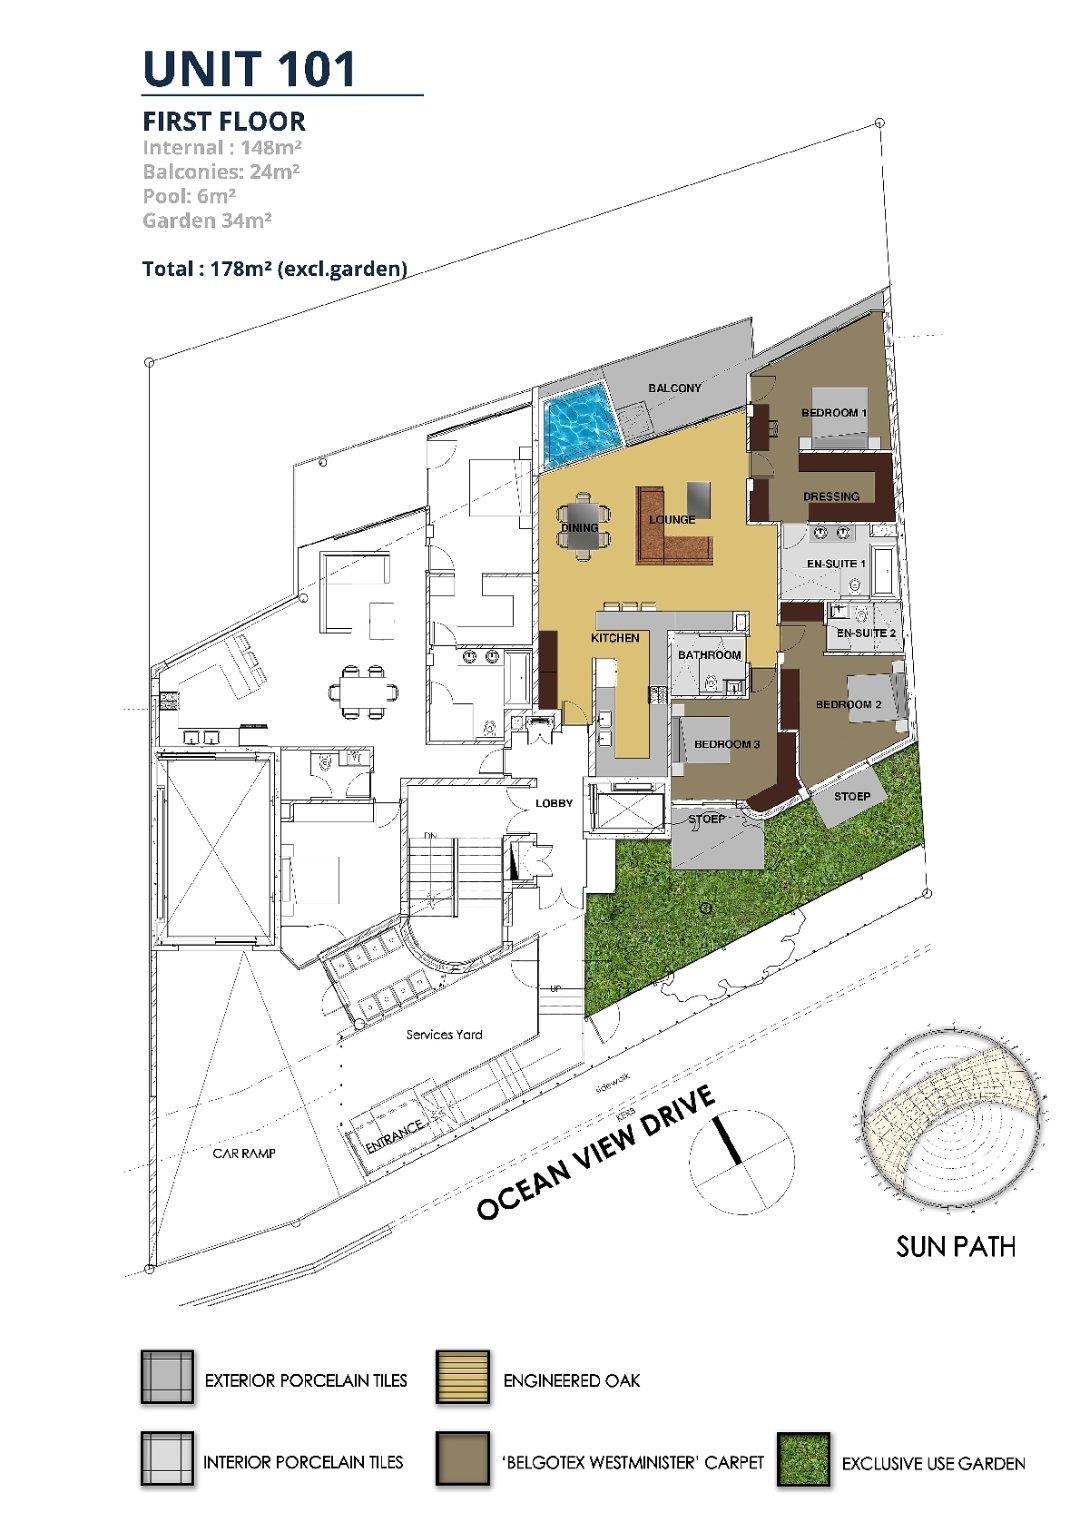 UNIT 101
FIRST FLOOR
Internal : 148m²
Balconies: 24m²
Pool: 6m²
Garden 34m²
Total : 178m² (excl.garden)
BALCONY
BEDROOM 1
DRESSING
DINING
LOUNGE
EN-SUITE 1
EN-SUITE 2
KITCHEN
BATHROOM
BEDROOM 2
BEDROOM 3
STOEP
LOBBY
STOEP
DN
UP
Services Yard
sidewalk
KERB
ENTRANCE
CAR RAMP
OCEAN VIEW DRIVE
SUN PATH
EXTERIOR PORCELAIN TILES
ENGINEERED OAK
INTERIOR PORCELAIN TILES
'BELGOTEX WESTMINISTER' CARPET
EXCLUSIVE USE GARDEN